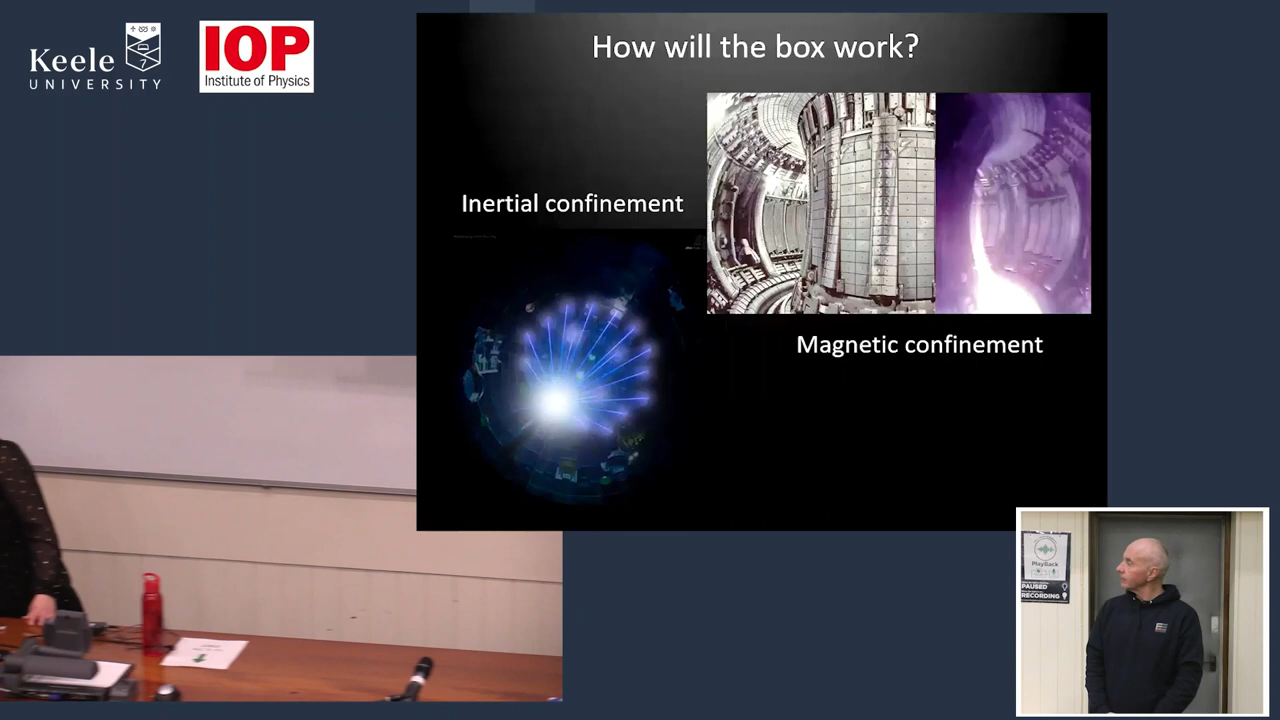 Keele
UNIVERSITY
IOP
Institute of Physics
How will the box work?
Inertial confinement
Magnetic confinement
PlayBack
PAUSED
RECORDING